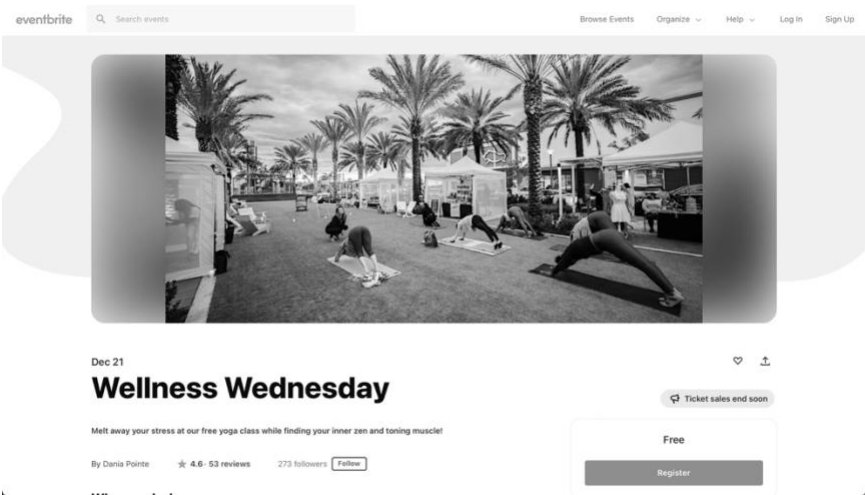 eventbrite
Search events
Browse Events Organize Help Log In Sign Up
Dec 21
Wellness Wednesday
Ticket sales end soon
Melt away your stress at our free yoga class while finding your inner zen and toning muscle!
Free
By Dania Pointe 4.6 · 53 reviews 273 followers Follow
Register